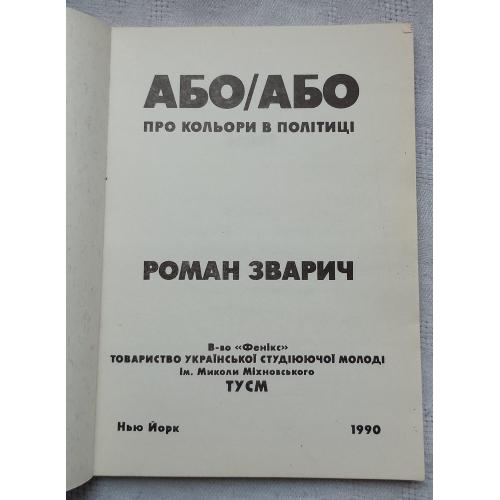 АБО/АБО
ПРО КОЛЬОРИ В ПОЛІТИЦІ
РОМАН ЗВАРИЧ
В-во «Фенікс»
ТОВАРИСТВО УКРАЇНСЬКОЇ СТУДІЮЮЧОЇ МОЛОДІ
ім. Миколи Міхновського
ТУСМ
Нью Йорк 1990